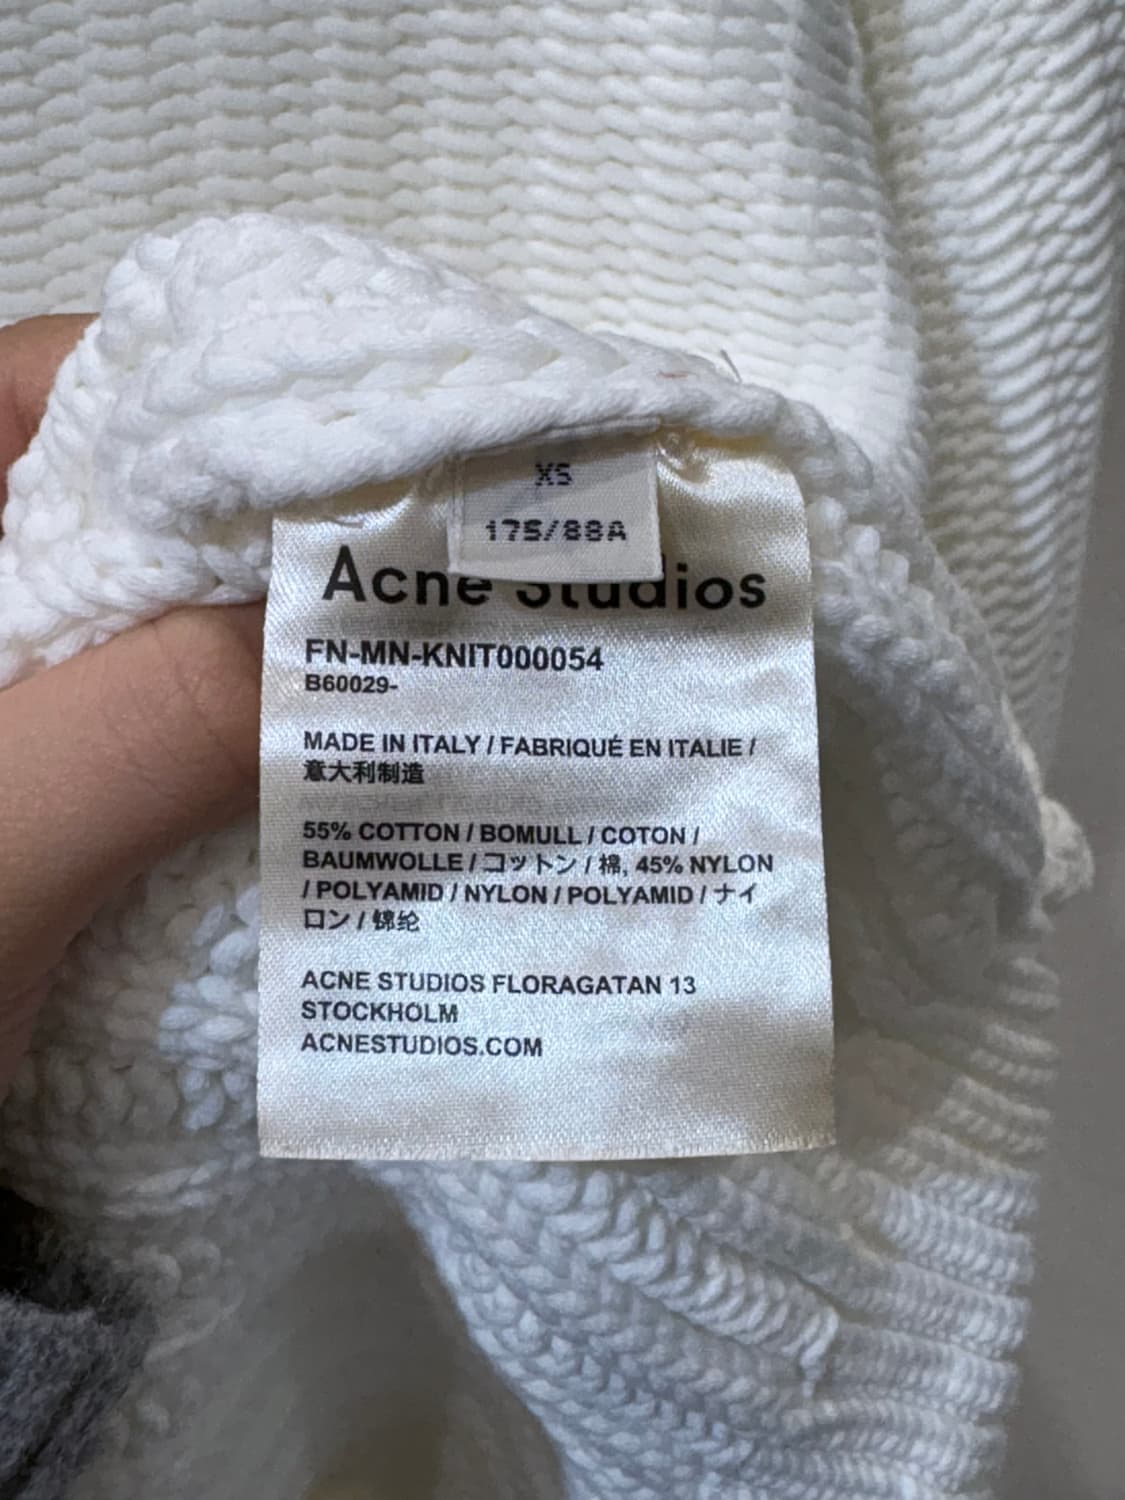 XS
175/88A
Acne Studios
FN-MN-KNIT000054
B60029-
MADE IN ITALY / FABRIQUÉ EN ITALIE /
意大利制造
55% COTTON / BOMULL / COTON /
BAUMWOLLE / コットン / 棉, 45% NYLON
/ POLYAMID / NYLON / POLYAMID / ナイ
ロン / 锦纶
ACNE STUDIOS FLORAGATAN 13
STOCKHOLM
ACNESTUDIOS.COM